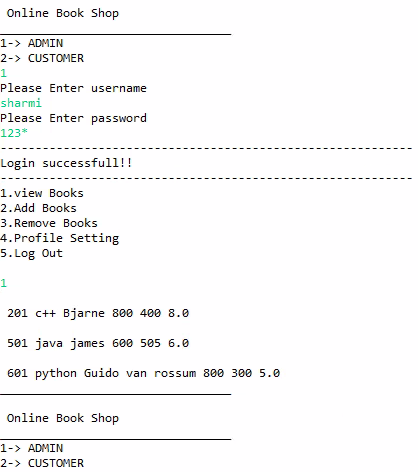 Online Book Shop
1-> ADMIN
2-> CUSTOMER
1
Please Enter username
sharmi
Please Enter password
123*
--------------------------------------------------------------
Login successfull!!
--------------------------------------------------------------
1.view Books
2.Add Books
3.Remove Books
4.Profile Setting
5.Log Out
1
201 c++ Bjarne 800 400 8.0
501 java james 600 505 6.0
601 python Guido van rossum 800 300 5.0
Online Book Shop
1-> ADMIN
2-> CUSTOMER